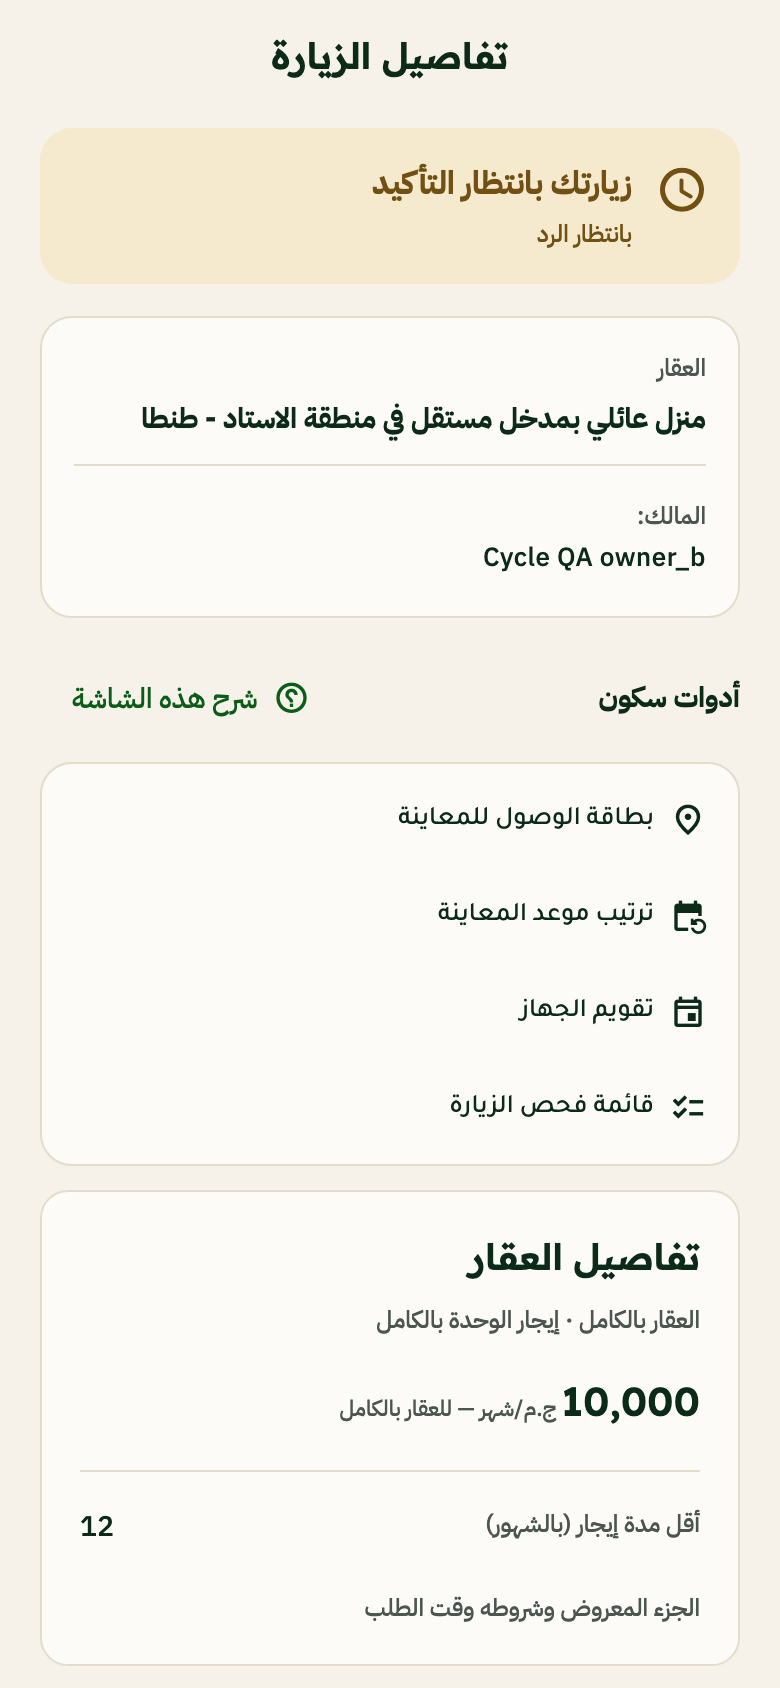 تفاصيل الزيارة
زيارتك بانتظار التأكيد
بانتظار الرد
العقار
منزل عائلي بمدخل مستقل في منطقة الاستاد - طنطا
المالك:
Cycle QA owner_b
أدوات سكون
شرح هذه الشاشة
بطاقة الوصول للمعاينة
ترتيب موعد المعاينة
تقويم الجهاز
قائمة فحص الزيارة
تفاصيل العقار
العقار بالكامل · إيجار الوحدة بالكامل
10,000 ج.م/شهر — للعقار بالكامل
أقل مدة إيجار (بالشهور) 12
الجزء المعروض وشروطه وقت الطلب